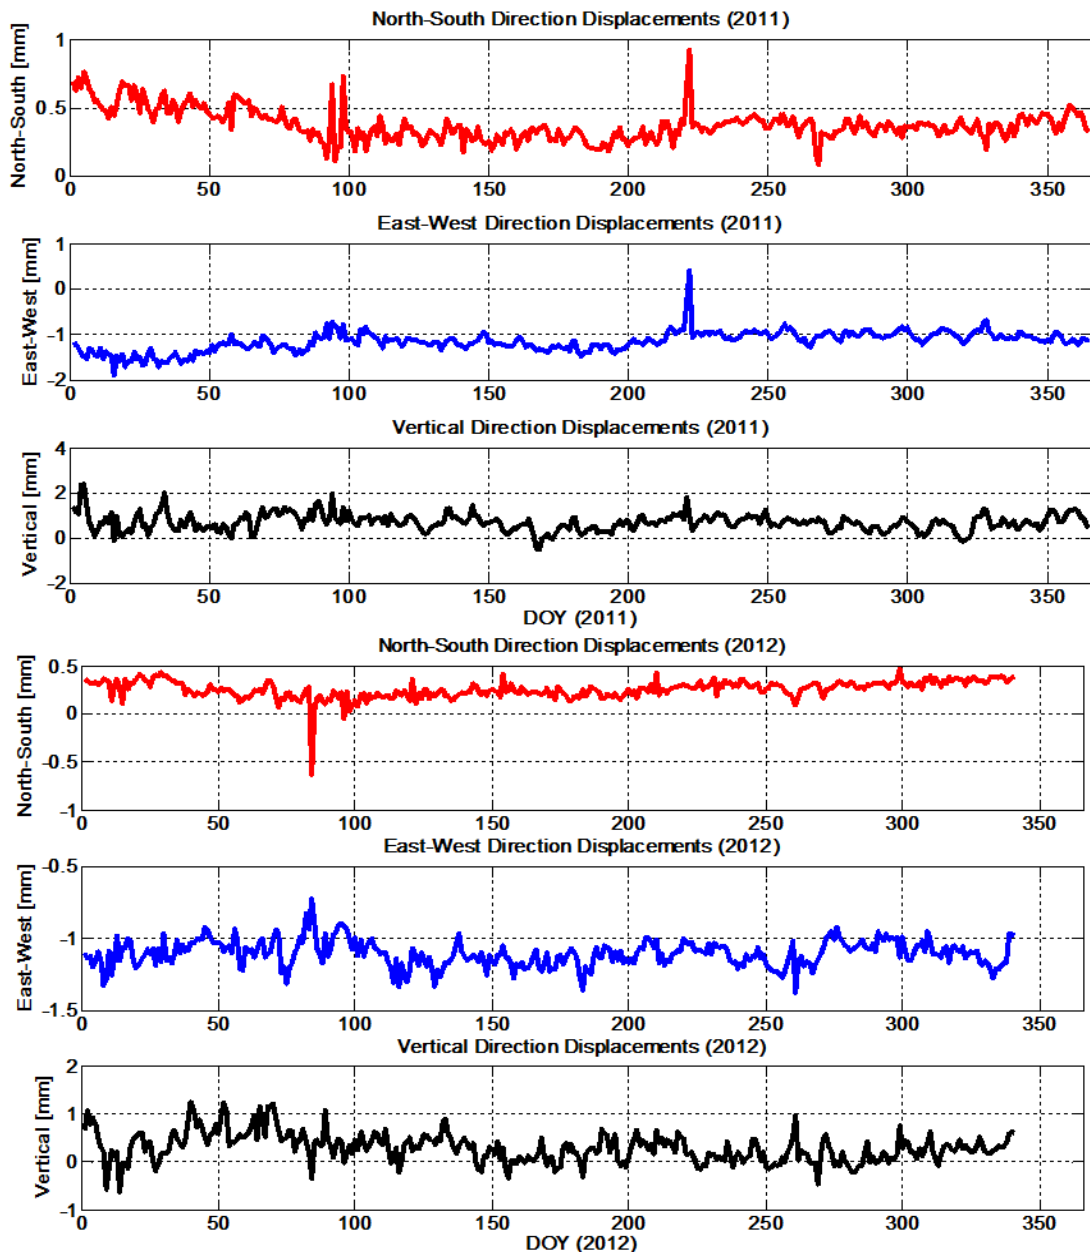 North-South Direction Displacements (2011)
North-South [mm]
1
0.5
0
0 50 100 150 200 250 300 350
East-West Direction Displacements (2011)
East-West [mm]
1
0
-1
-2
0 50 100 150 200 250 300 350
Vertical Direction Displacements (2011)
Vertical [mm]
4
2
0
-2
0 50 100 150 200 250 300 350
DOY (2011)
North-South Direction Displacements (2012)
North-South [mm]
0.5
0
-0.5
-1
0 50 100 150 200 250 300 350
East-West Direction Displacements (2012)
East-West [mm]
-0.5
-1
-1.5
0 50 100 150 200 250 300 350
Vertical Direction Displacements (2012)
Vertical [mm]
2
1
0
-1
0 50 100 150 200 250 300 350
DOY (2012)